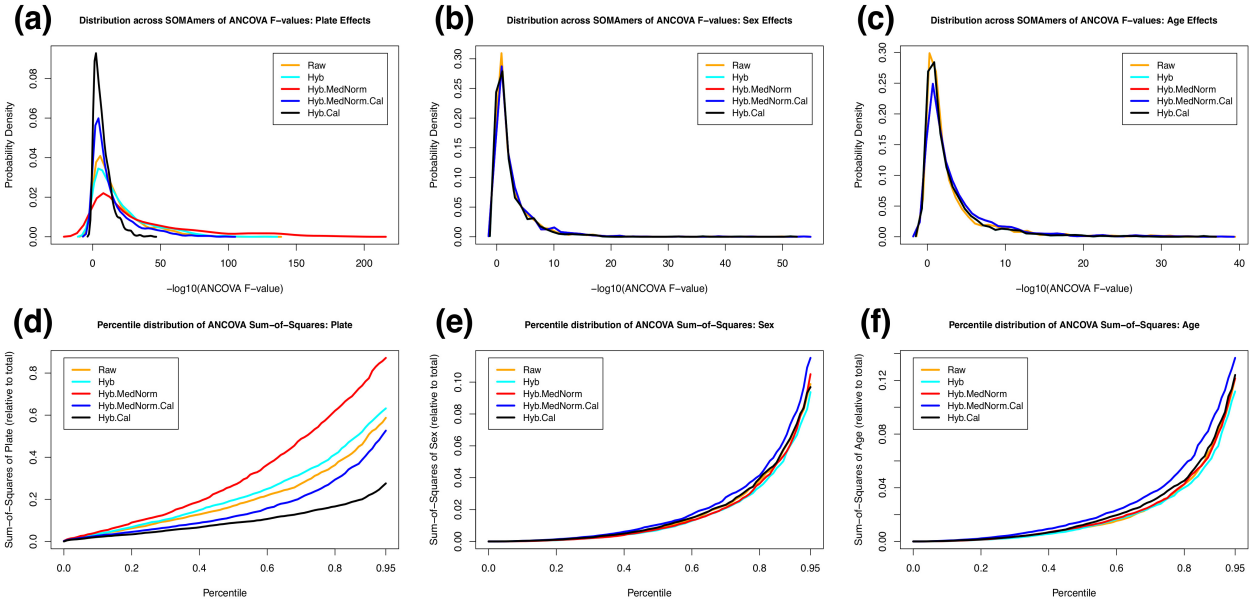 (a)
Distribution across SOMAmers of ANCOVA F−values: Plate Effects
Probability Density
0.00
0.02
0.04
0.06
0.08
Raw
Hyb
Hyb.MedNorm
Hyb.MedNorm.Cal
Hyb.Cal
0 50 100 150 200
−log10(ANCOVA F−value)
(b)
Distribution across SOMAmers of ANCOVA F−values: Sex Effects
Probability Density
0.00
0.05
0.10
0.15
0.20
0.25
0.30
Raw
Hyb
Hyb.MedNorm
Hyb.MedNorm.Cal
Hyb.Cal
0 10 20 30 40 50
−log10(ANCOVA F−value)
(c)
Distribution across SOMAmers of ANCOVA F−values: Age Effects
Probability Density
0.00
0.05
0.10
0.15
0.20
0.25
0.30
Raw
Hyb
Hyb.MedNorm
Hyb.MedNorm.Cal
Hyb.Cal
0 10 20 30 40
−log10(ANCOVA F−value)
(d)
Percentile distribution of ANCOVA Sum−of−Squares: Plate
Sum−of−Squares of Plate (relative to total)
0.0
0.2
0.4
0.6
0.8
Raw
Hyb
Hyb.MedNorm
Hyb.MedNorm.Cal
Hyb.Cal
0.0 0.2 0.4 0.6 0.8 0.95
Percentile
(e)
Percentile distribution of ANCOVA Sum−of−Squares: Sex
Sum−of−Squares of Sex (relative to total)
0.00
0.02
0.04
0.06
0.08
0.10
Raw
Hyb
Hyb.MedNorm
Hyb.MedNorm.Cal
Hyb.Cal
0.0 0.2 0.4 0.6 0.8 0.95
Percentile
(f)
Percentile distribution of ANCOVA Sum−of−Squares: Age
Sum−of−Squares of Age (relative to total)
0.00
0.04
0.08
0.12
Raw
Hyb
Hyb.MedNorm
Hyb.MedNorm.Cal
Hyb.Cal
0.0 0.2 0.4 0.6 0.8 0.95
Percentile